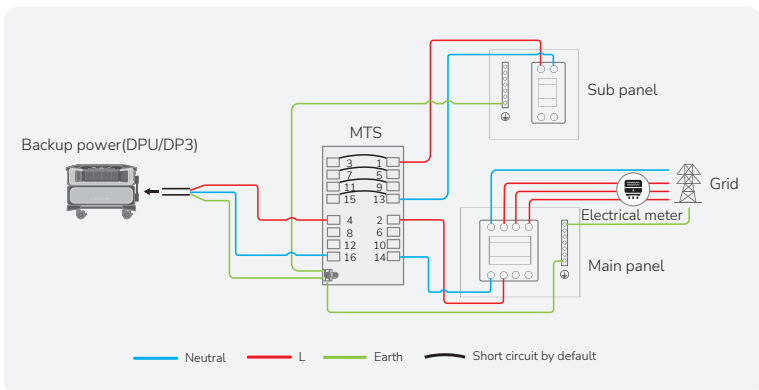 Sub panel
MTS
Backup power(DPU/DP3)
3 1
7 5
11 9
15 13
Grid
4 2
Electrical meter
8 6
12 10
16 14
Main panel
Neutral L Earth Short circuit by default